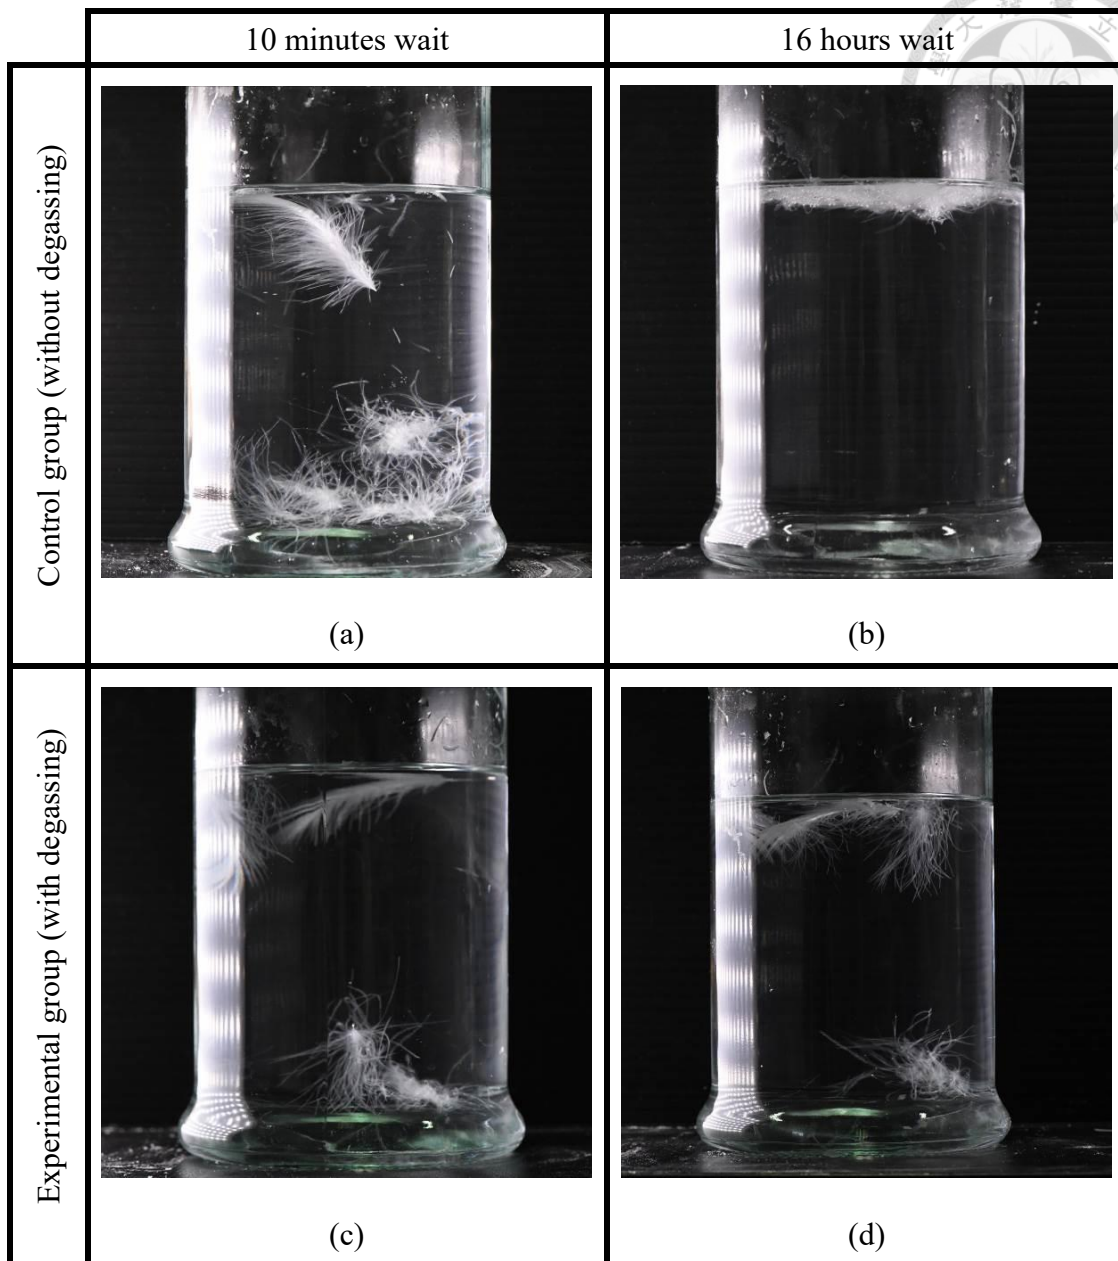 10 minutes wait
16 hours wait
Control group (without degassing)
(a)
(b)
Experimental group (with degassing)
(c)
(d)